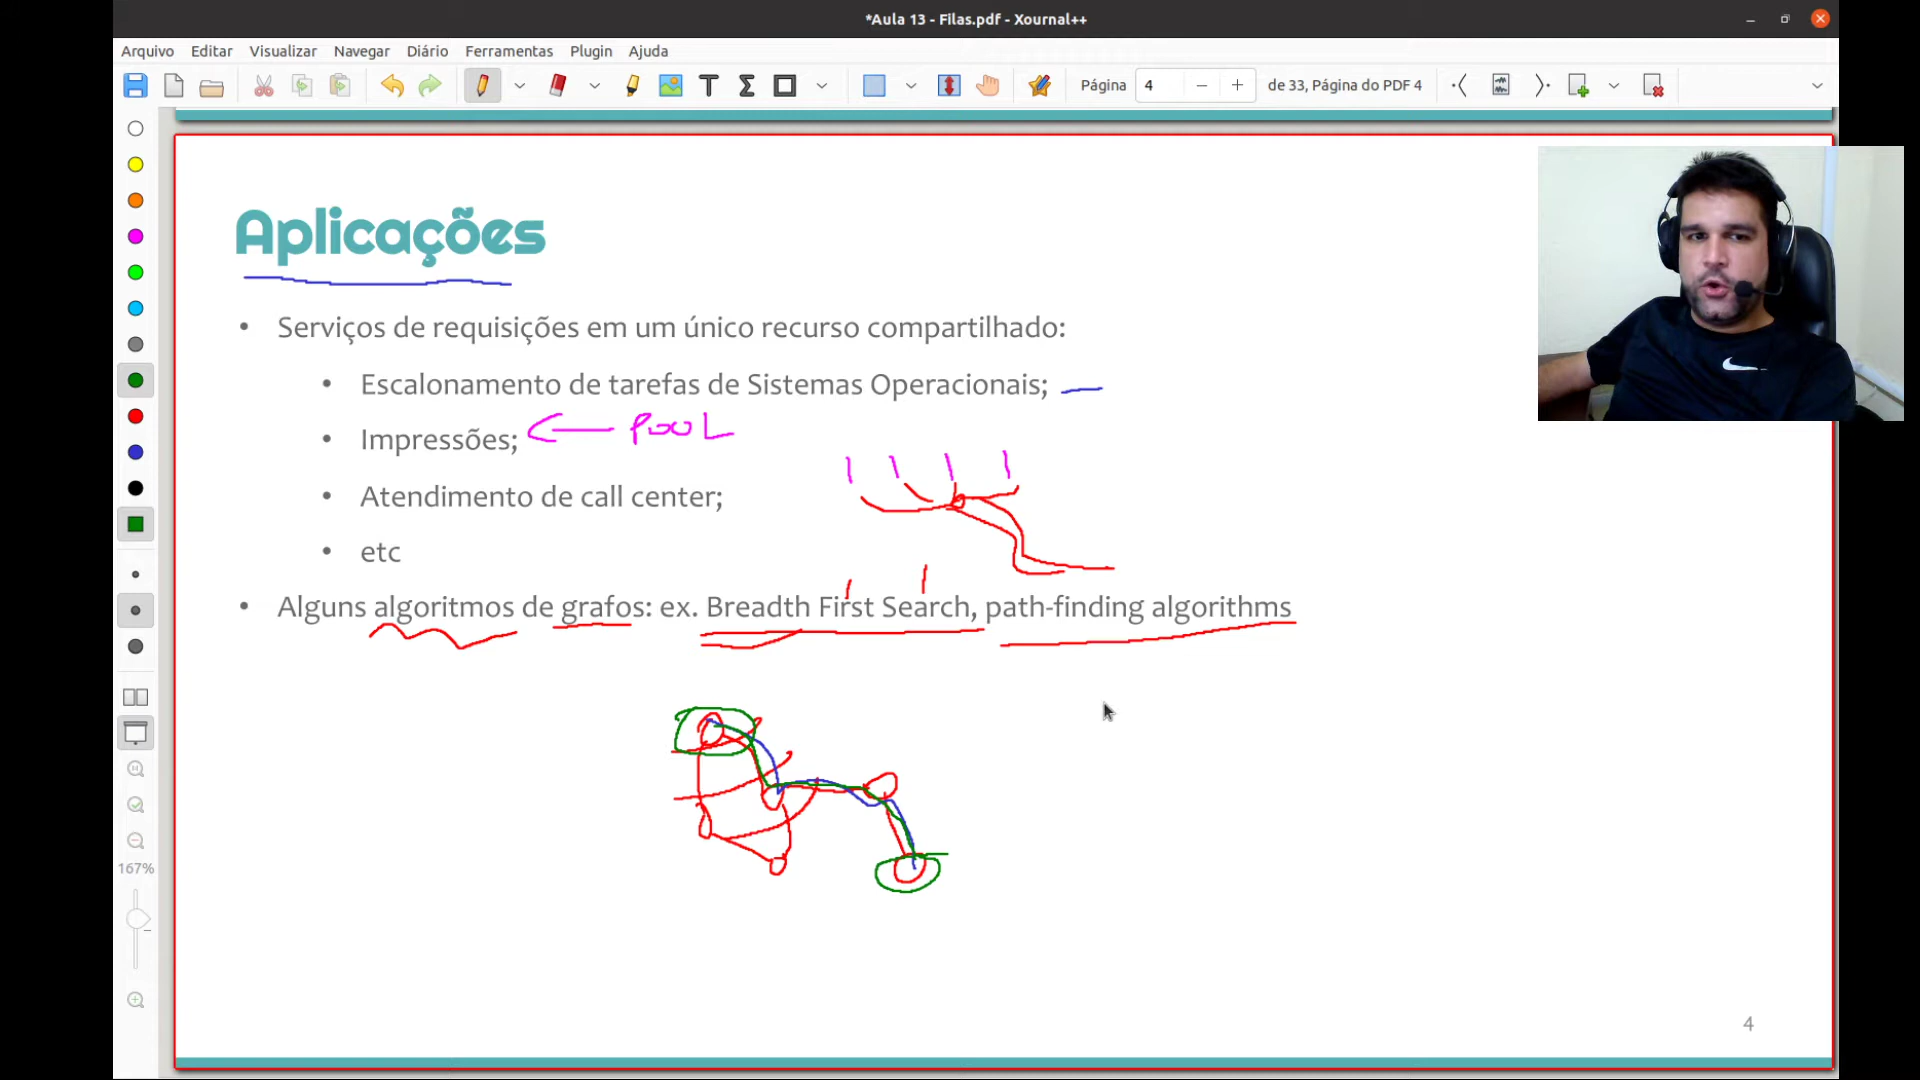 *Aula 13 - Filas.pdf - Xournal++
Arquivo Editar Visualizar Navegar Diário Ferramentas Plugin Ajuda
Página 4 de 33, Página do PDF 4
Aplicações
• Serviços de requisições em um único recurso compartilhado:
• Escalonamento de tarefas de Sistemas Operacionais;
• Impressões; POOL
• Atendimento de call center;
• etc
• Alguns algoritmos de grafos: ex. Breadth First Search, path-finding algorithms
167%
4